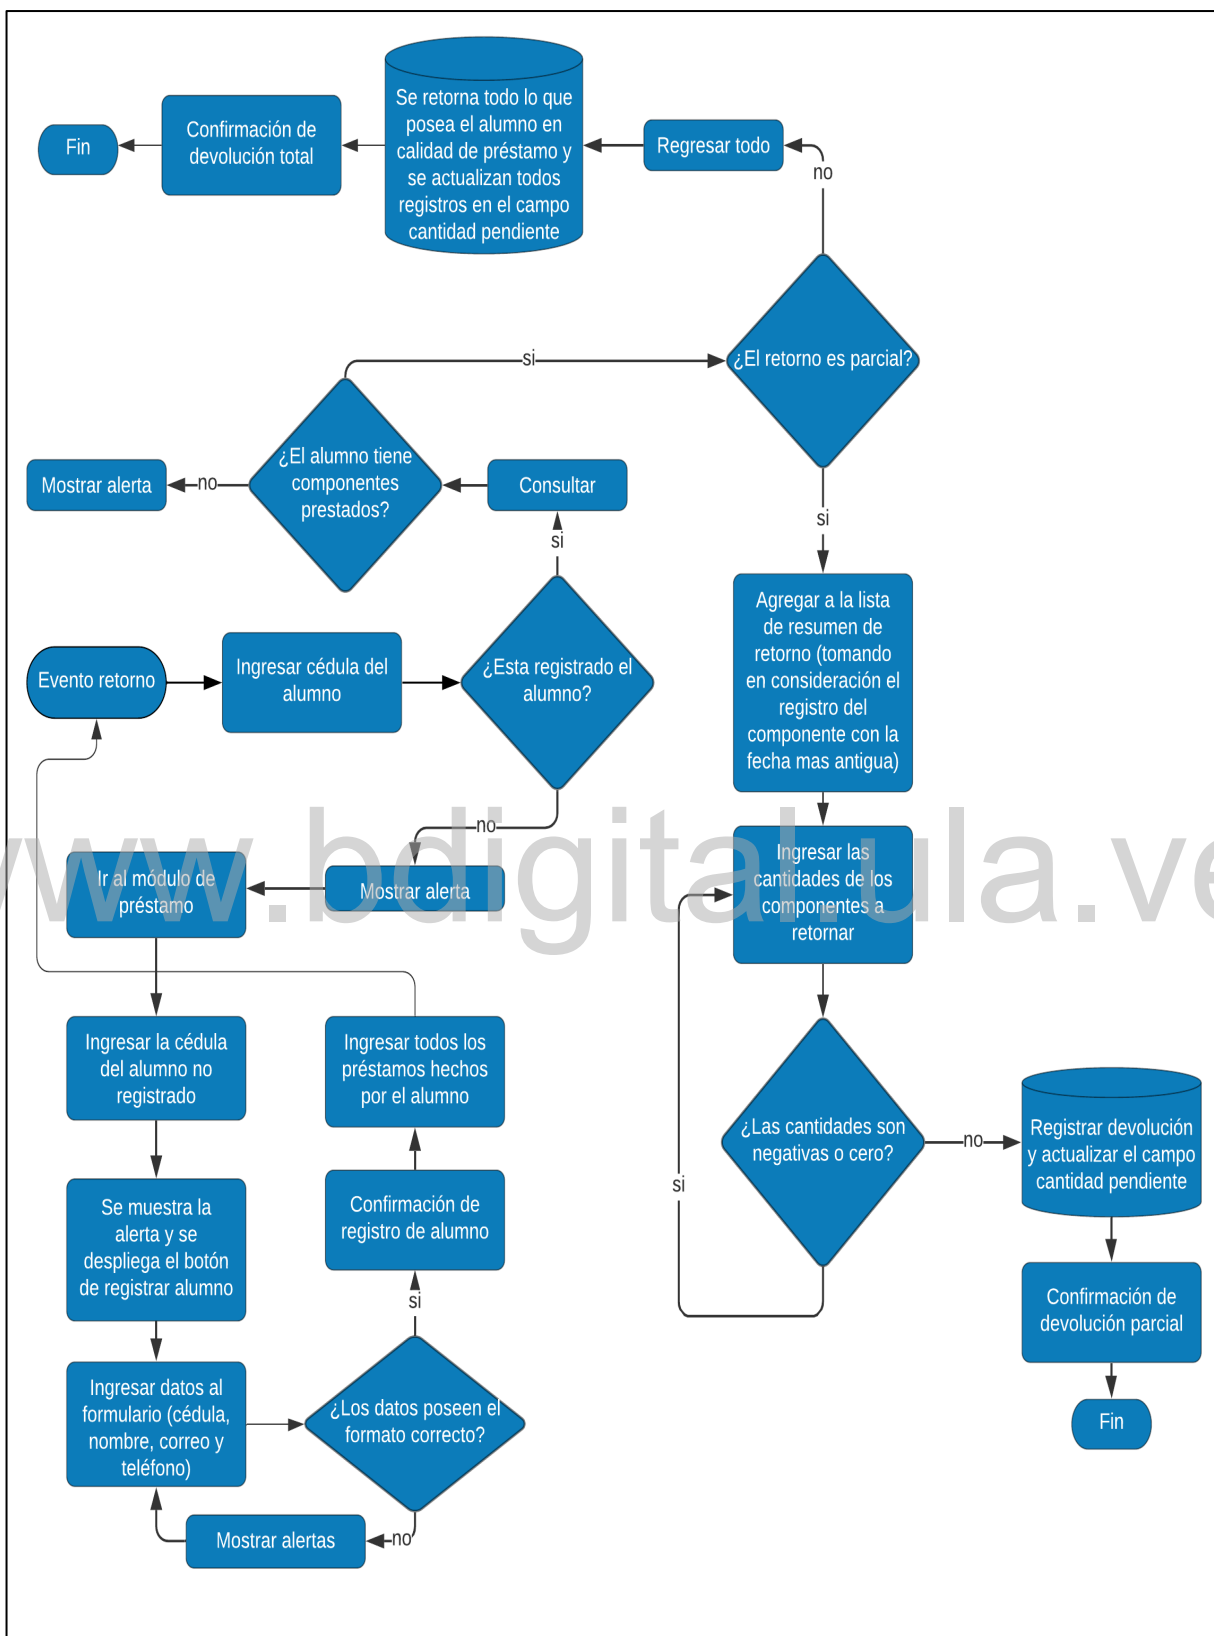 Fin
Confirmación de
devolución total
Se retorna todo lo que
posea el alumno en
calidad de préstamo y
se actualizan todos
registros en el campo
cantidad pendiente
Regresar todo
no
¿El retorno es parcial?
si
¿El alumno tiene
componentes
prestados?
no
Mostrar alerta
Consultar
si
si
Evento retorno
Ingresar cédula del
alumno
¿Esta registrado el
alumno?
no
Agregar a la lista
de resumen de
retorno (tomando
en consideración el
registro del
componente con la
fecha mas antigua)
Ingresar las
cantidades de los
componentes a
retornar
Ir al módulo de
préstamo
Mostrar alerta
www.bdigital.ula.ve
Ingresar la cédula
del alumno no
registrado
Ingresar todos los
préstamos hechos
por el alumno
¿Las cantidades son
negativas o cero?
no
si
Registrar devolución
y actualizar el campo
cantidad pendiente
Se muestra la
alerta y se
despliega el botón
de registrar alumno
Confirmación de
registro de alumno
si
Confirmación de
devolución parcial
Ingresar datos al
formulario (cédula,
nombre, correo y
teléfono)
¿Los datos poseen el
formato correcto?
Fin
Mostrar alertas
no